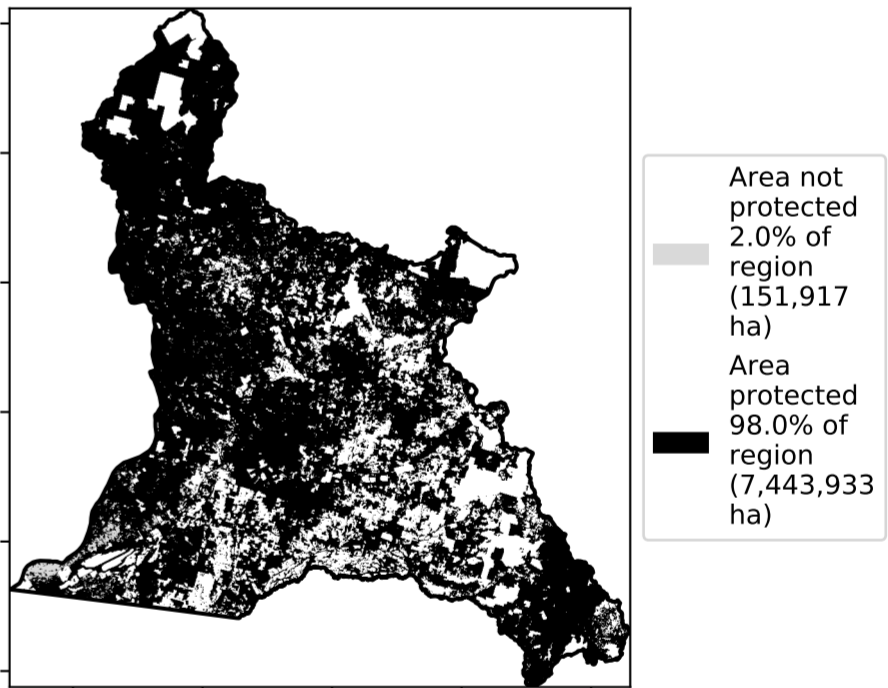 Area not
protected
2.0% of
region
(151,917
ha)
Area
protected
98.0% of
region
(7,443,933
ha)